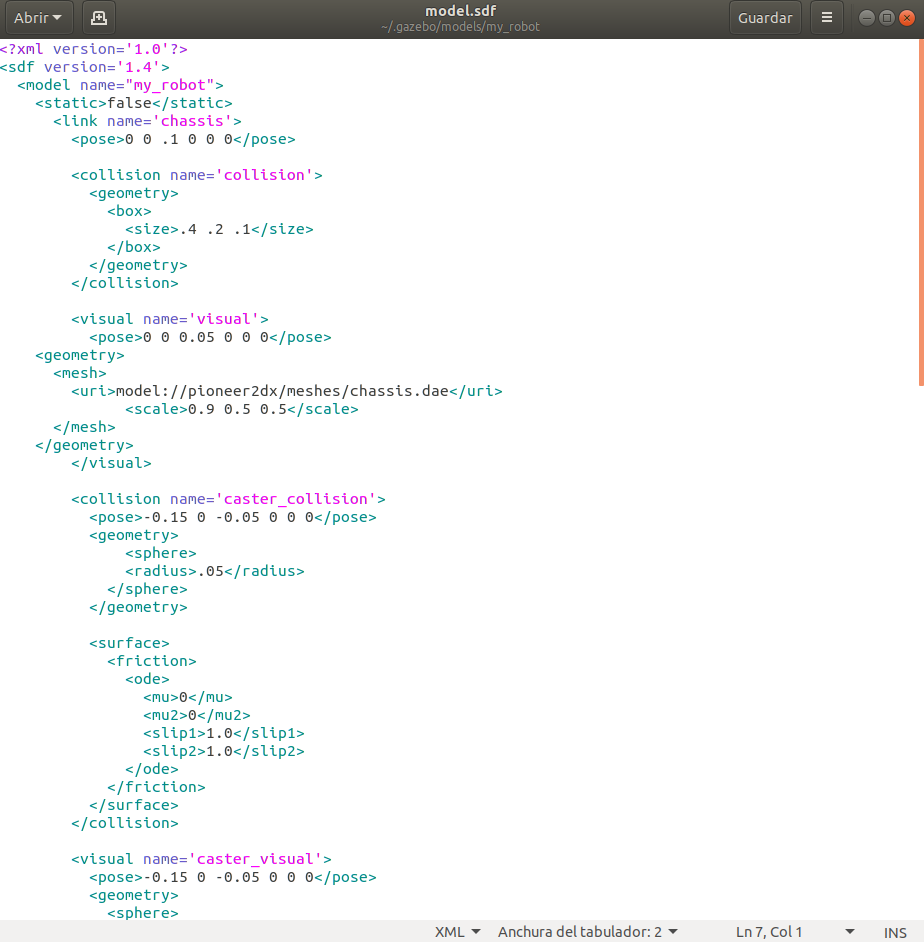 Abrir
model.sdf
~/.gazebo/models/my_robot
Guardar
<?xml version='1.0'?>
<sdf version='1.4'>
  <model name="my_robot">
    <static>false</static>
      <link name='chassis'>
        <pose>0 0 .1 0 0 0</pose>

        <collision name='collision'>
          <geometry>
            <box>
              <size>.4 .2 .1</size>
            </box>
          </geometry>
        </collision>

        <visual name='visual'>
          <pose>0 0 0.05 0 0 0</pose>
    <geometry>
      <mesh>
        <uri>model://pioneer2dx/meshes/chassis.dae</uri>
              <scale>0.9 0.5 0.5</scale>
      </mesh>
    </geometry>
        </visual>

        <collision name='caster_collision'>
          <pose>-0.15 0 -0.05 0 0 0</pose>
          <geometry>
              <sphere>
              <radius>.05</radius>
            </sphere>
          </geometry>

          <surface>
            <friction>
              <ode>
                <mu>0</mu>
                <mu2>0</mu2>
                <slip1>1.0</slip1>
                <slip2>1.0</slip2>
              </ode>
            </friction>
          </surface>
        </collision>

        <visual name='caster_visual'>
          <pose>-0.15 0 -0.05 0 0 0</pose>
          <geometry>
            <sphere>
XML Anchura del tabulador: 2 Ln 7, Col 1 INS